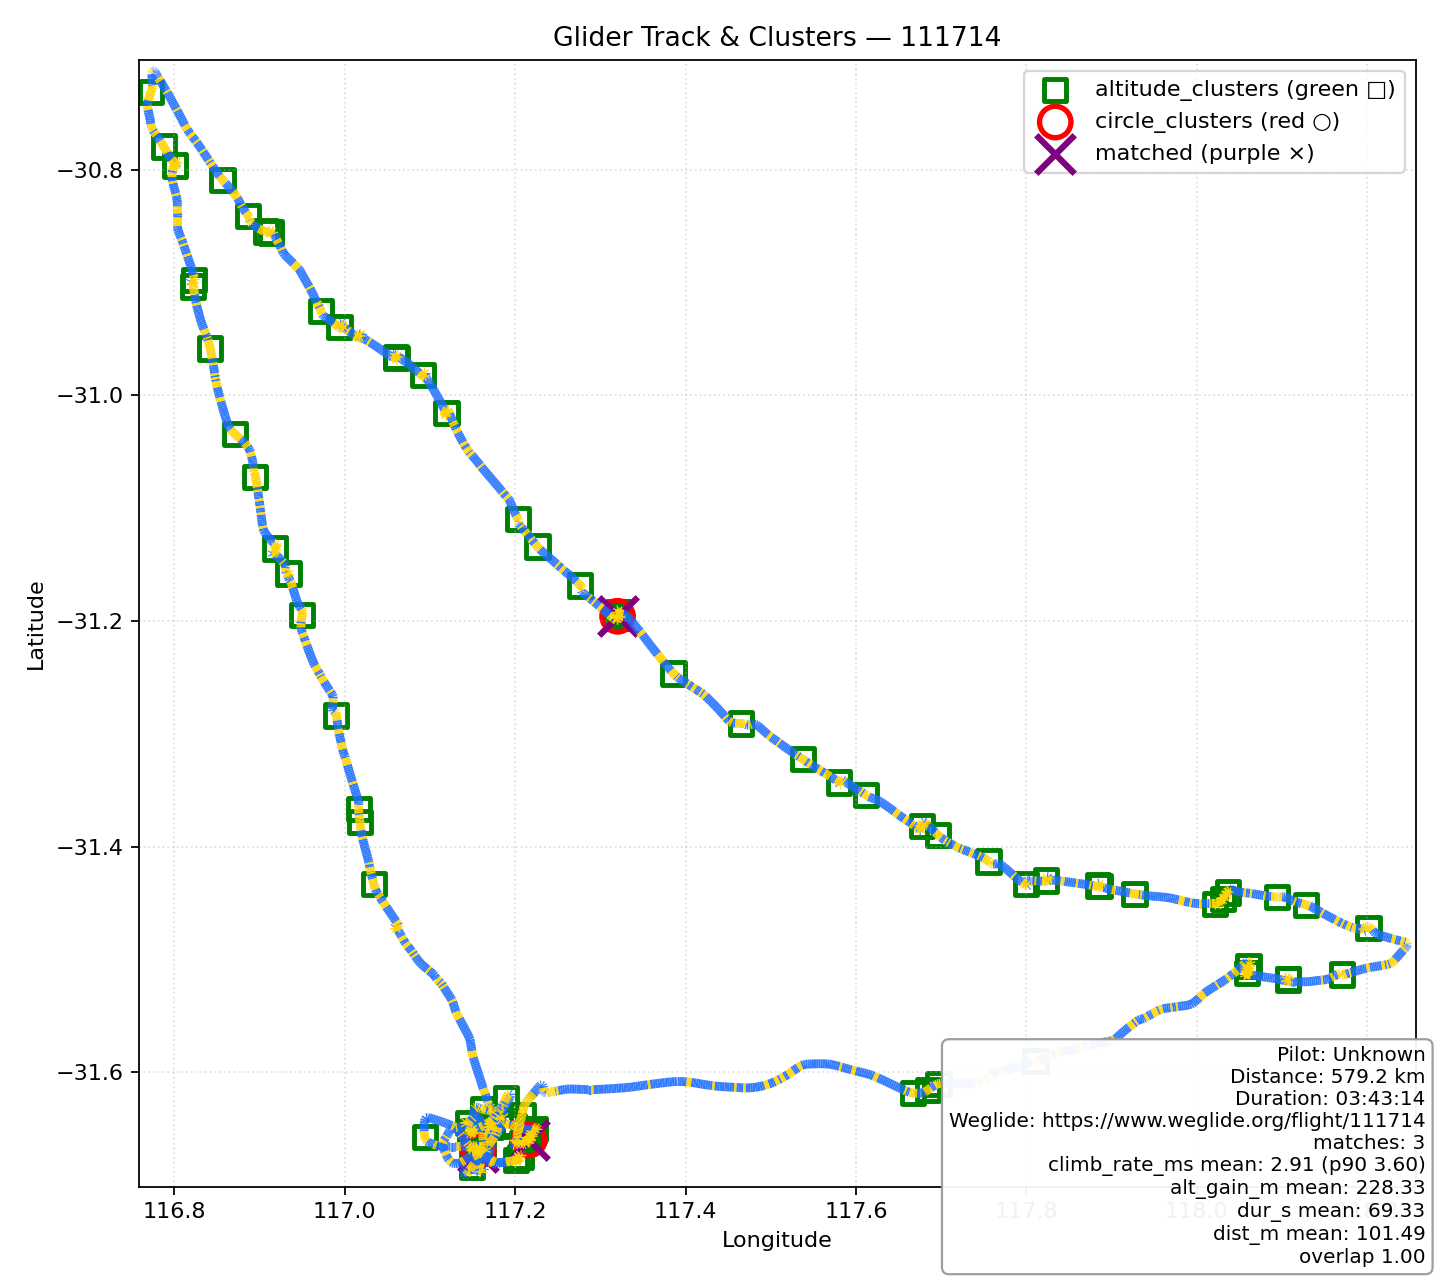 Glider Track & Clusters — 111714
altitude_clusters (green □)
circle_clusters (red ○)
matched (purple ×)
Latitude
−30.8
−31.0
−31.2
−31.4
−31.6
116.8 117.0 117.2 117.4 117.6 117.8 118.0
Longitude
Pilot: Unknown
Distance: 579.2 km
Duration: 03:43:14
Weglide: https://www.weglide.org/flight/111714
matches: 3
climb_rate_ms mean: 2.91 (p90 3.60)
alt_gain_m mean: 228.33
dur_s mean: 69.33
dist_m mean: 101.49
overlap 1.00